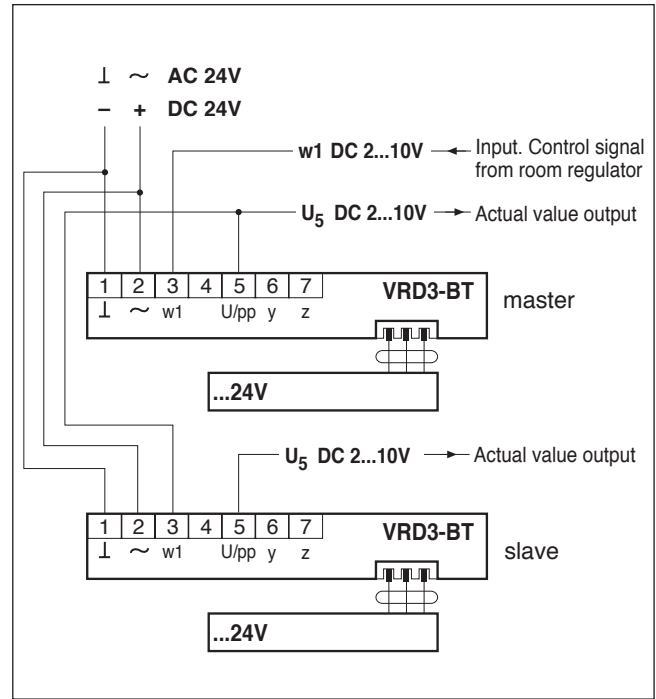 ⊥ ~ AC 24V
– + DC 24V
w1 DC 2...10V Input. Control signal
from room regulator
U5 DC 2...10V Actual value output
1 2 3 4 5 6 7 VRD3-BT master
⊥ ~ w1 U/pp y z
...24V
U5 DC 2...10V Actual value output
1 2 3 4 5 6 7 VRD3-BT slave
⊥ ~ w1 U/pp y z
...24V